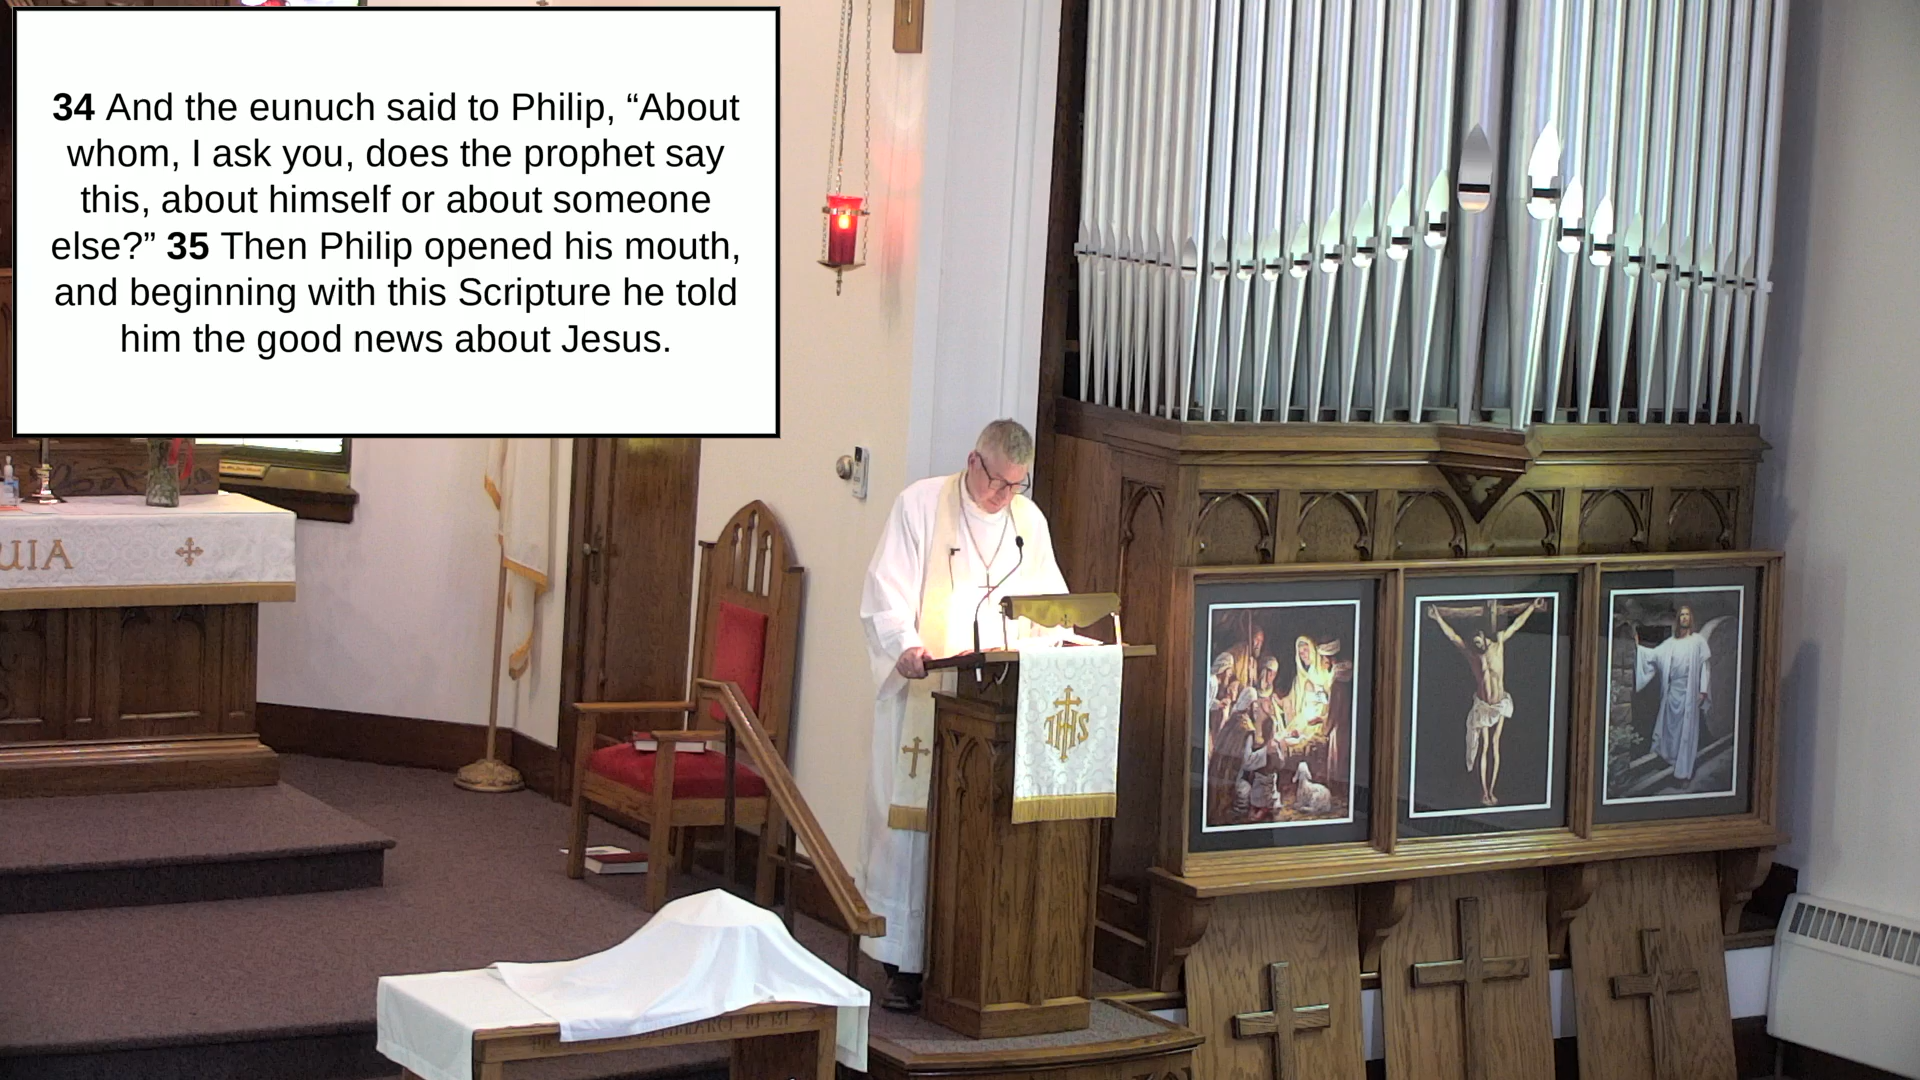 34 And the eunuch said to Philip, “About
whom, I ask you, does the prophet say
this, about himself or about someone
else?” 35 Then Philip opened his mouth,
and beginning with this Scripture he told
him the good news about Jesus.
UIA
IHS